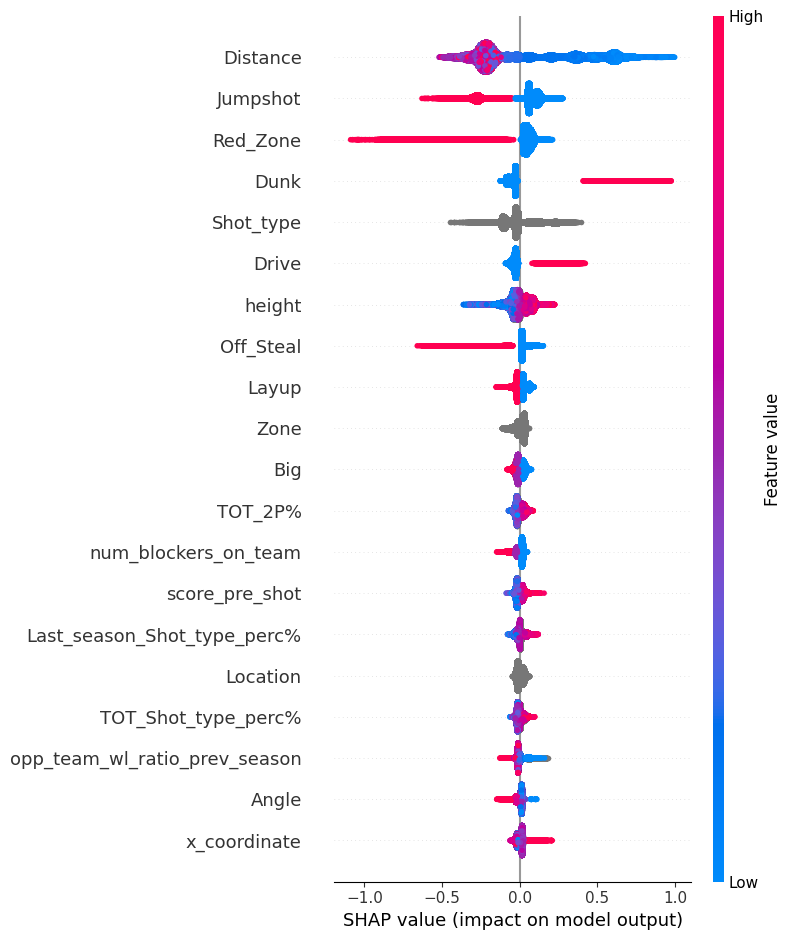 High
Distance
Jumpshot
Red_Zone
Dunk
Shot_type
Drive
height
Off_Steal
Layup
Zone
Big
TOT_2P%
num_blockers_on_team
score_pre_shot
Last_season_Shot_type_perc%
Location
TOT_Shot_type_perc%
opp_team_wl_ratio_prev_season
Angle
x_coordinate
Feature value
Low
−1.0 −0.5 0.0 0.5 1.0
SHAP value (impact on model output)